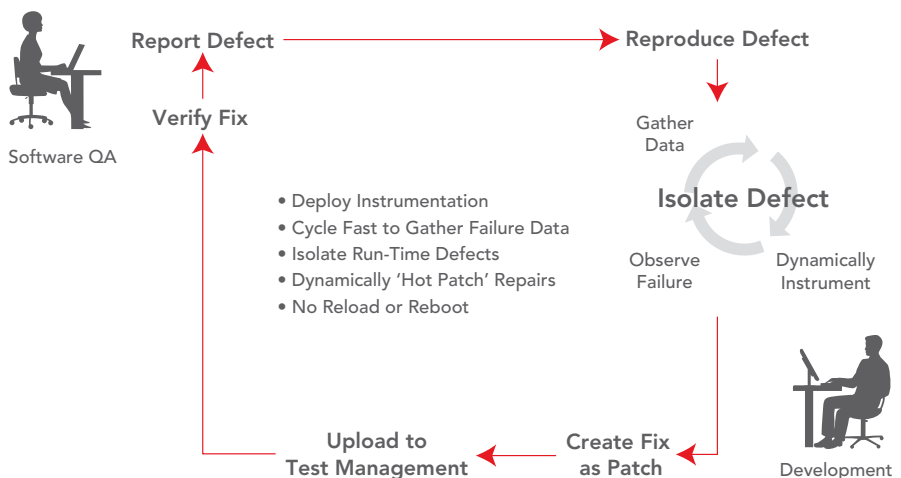 Report Defect
Reproduce Defect
Verify Fix
Software QA
Gather
Data
Isolate Defect
• Deploy Instrumentation
• Cycle Fast to Gather Failure Data
• Isolate Run-Time Defects
• Dynamically ‘Hot Patch’ Repairs
• No Reload or Reboot
Observe
Failure
Dynamically
Instrument
Upload to
Test Management
Create Fix
as Patch
Development